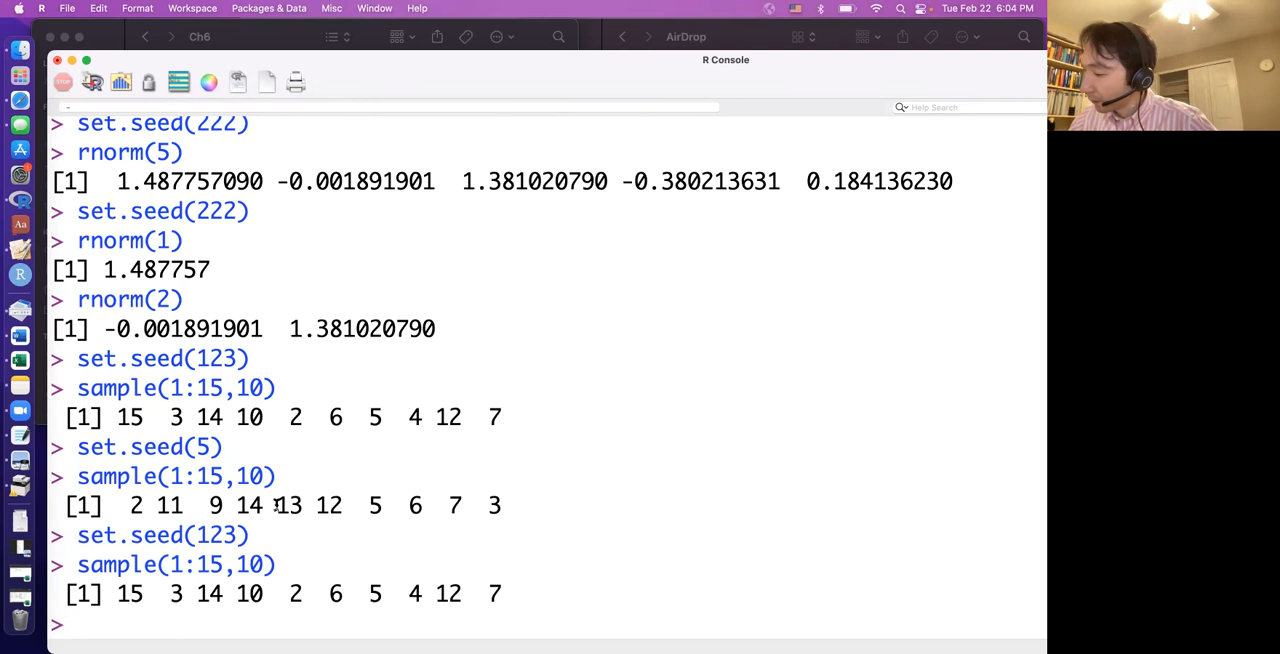 R File Edit Format Workspace Packages & Data Misc Window Help Tue Feb 22 6:04 PM
Ch6 AirDrop
R Console
STOP
Help Search
> set.seed(222)
> rnorm(5)
[1] 1.487757090 -0.001891901 1.381020790 -0.380213631 0.184136230
> set.seed(222)
> rnorm(1)
[1] 1.487757
> rnorm(2)
[1] -0.001891901 1.381020790
> set.seed(123)
> sample(1:15,10)
[1] 15 3 14 10 2 6 5 4 12 7
> set.seed(5)
> sample(1:15,10)
[1] 2 11 9 14 13 12 5 6 7 3
> set.seed(123)
> sample(1:15,10)
[1] 15 3 14 10 2 6 5 4 12 7
>